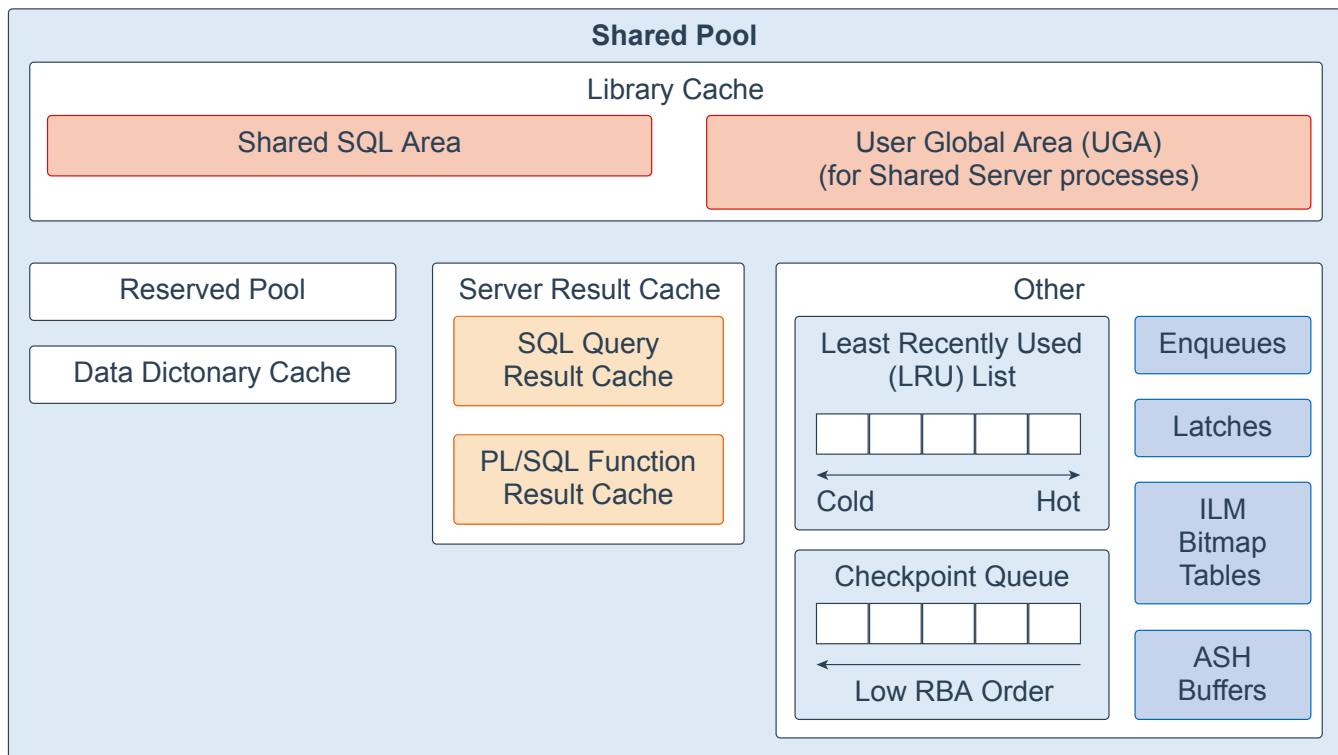 Shared Pool
Library Cache
Shared SQL Area
User Global Area (UGA)
(for Shared Server processes)
Reserved Pool
Data Dictonary Cache
Server Result Cache
SQL Query
Result Cache
PL/SQL Function
Result Cache
Other
Least Recently Used
(LRU) List
Cold
Hot
Checkpoint Queue
Low RBA Order
Enqueues
Latches
ILM
Bitmap
Tables
ASH
Buffers